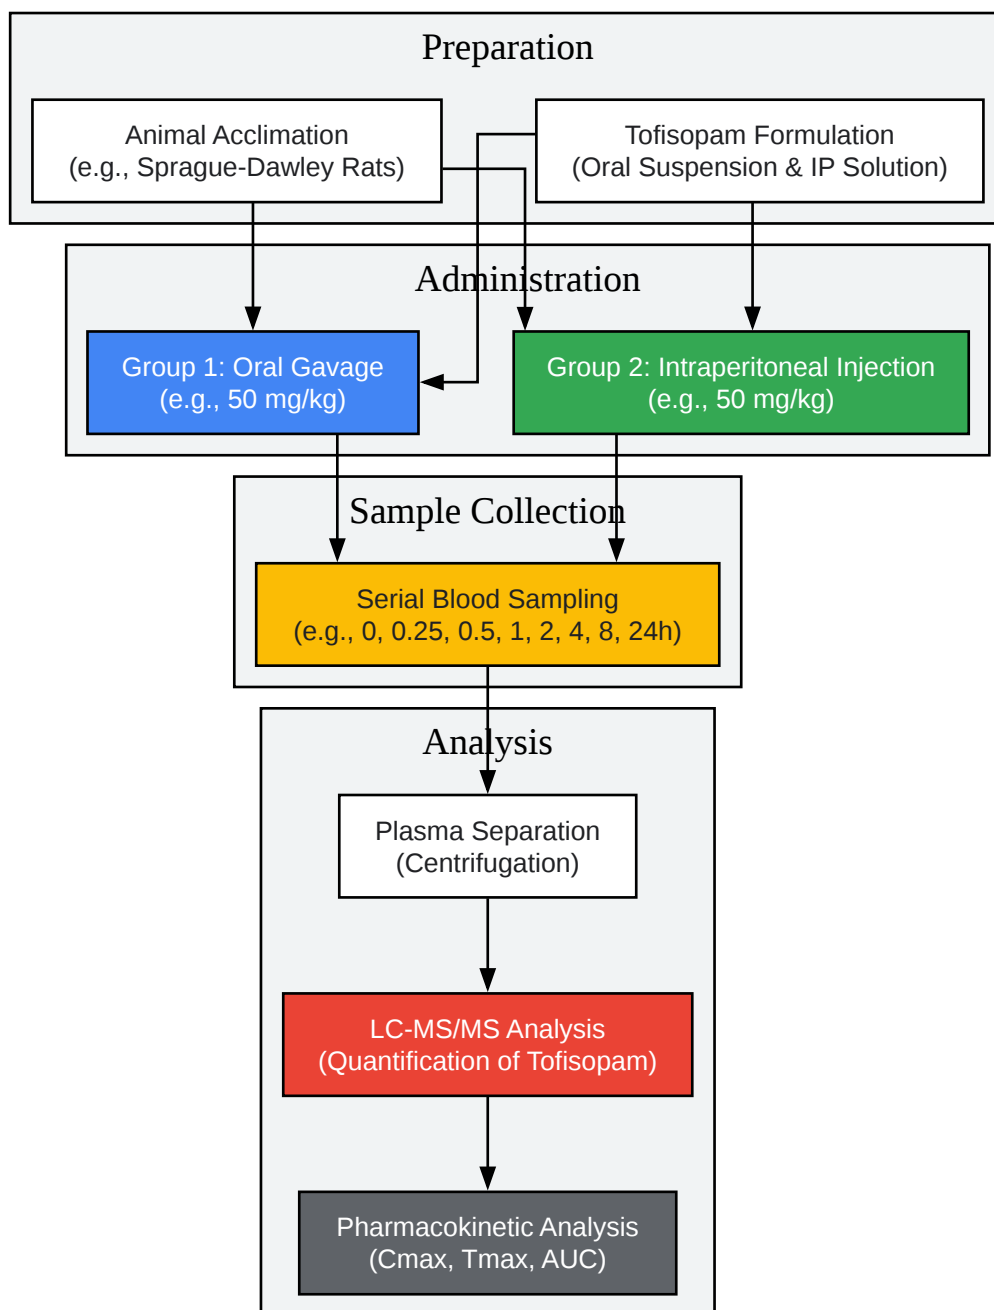 Preparation
Animal Acclimation
(e.g., Sprague-Dawley Rats)
Tofisopam Formulation
(Oral Suspension & IP Solution)
Administration
Group 1: Oral Gavage
(e.g., 50 mg/kg)
Group 2: Intraperitoneal Injection
(e.g., 50 mg/kg)
Sample Collection
Serial Blood Sampling
(e.g., 0, 0.25, 0.5, 1, 2, 4, 8, 24h)
Analysis
Plasma Separation
(Centrifugation)
LC-MS/MS Analysis
(Quantification of Tofisopam)
Pharmacokinetic Analysis
(Cmax, Tmax, AUC)